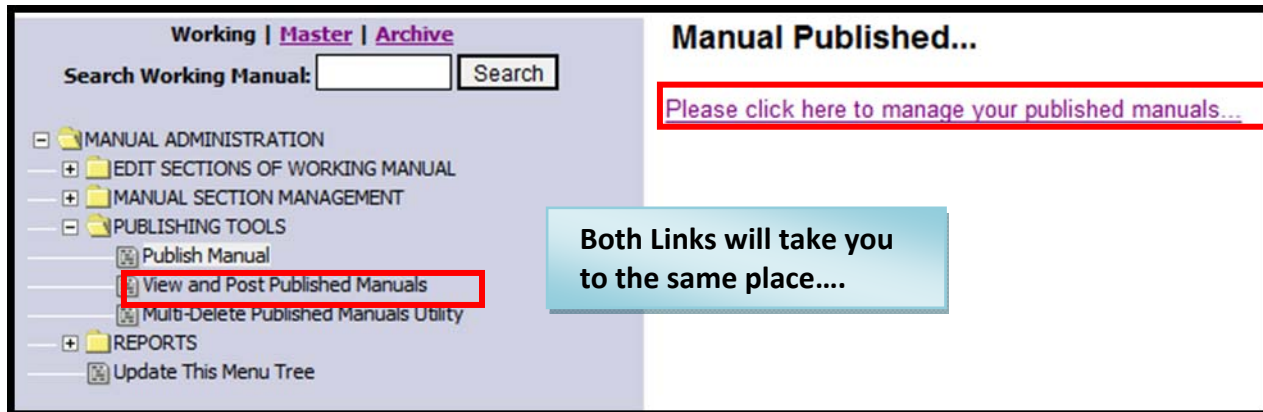 Working | Master | Archive
Search Working Manual: Search
MANUAL ADMINISTRATION
EDIT SECTIONS OF WORKING MANUAL
MANUAL SECTION MANAGEMENT
PUBLISHING TOOLS
Publish Manual
View and Post Published Manuals
Multi-Delete Published Manuals Utility
REPORTS
Update This Menu Tree
Manual Published...
Please click here to manage your published manuals...
Both Links will take you
to the same place....